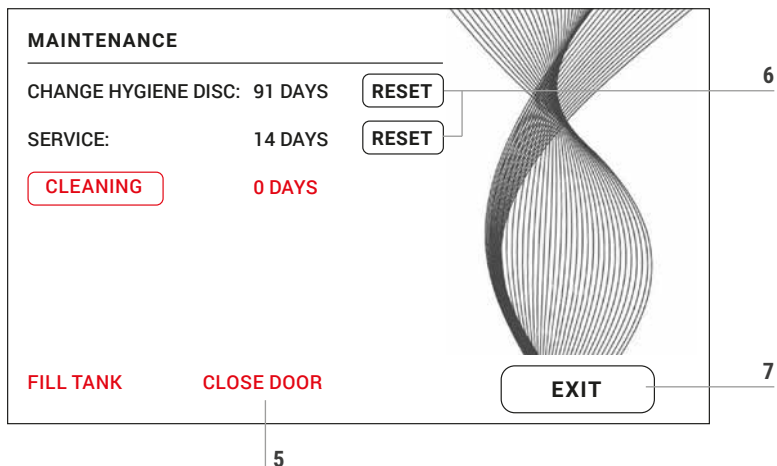 MAINTENANCE
CHANGE HYGIENE DISC: 91 DAYS RESET
6
SERVICE: 14 DAYS RESET
CLEANING 0 DAYS
FILL TANK CLOSE DOOR EXIT
7
5